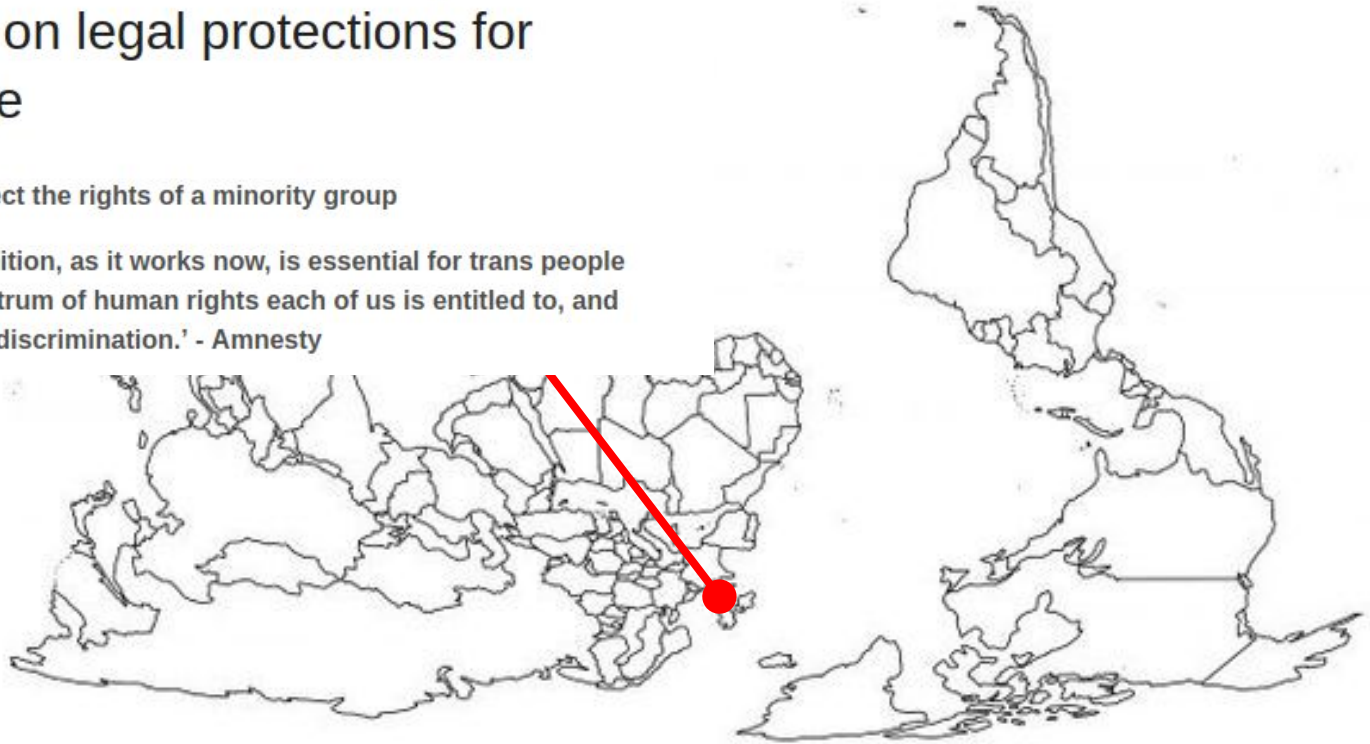 on legal protections for
e
ect the rights of a minority group
ition, as it works now, is essential for trans people
trum of human rights each of us is entitled to, and
discrimination.’ - Amnesty